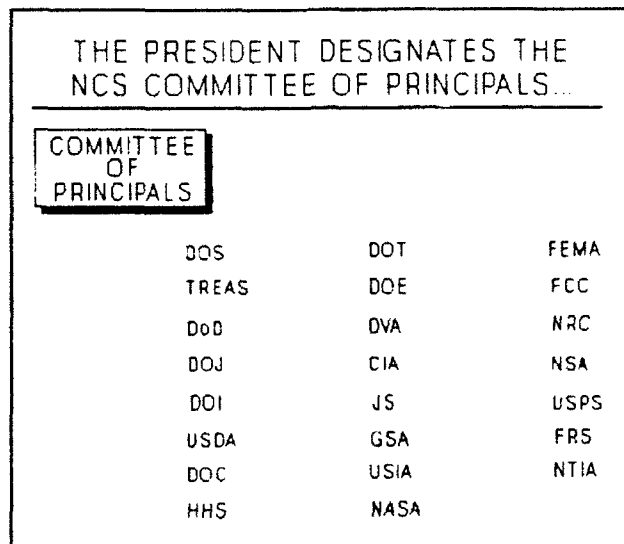 THE PRESIDENT DESIGNATES THE
NCS COMMITTEE OF PRINCIPALS...
COMMITTEE
OF
PRINCIPALS
DOS DOT FEMA
TREAS DOE FCC
DoD DVA NRC
DOJ CIA NSA
DOI JS USPS
USDA GSA FRS
DOC USIA NTIA
HHS NASA